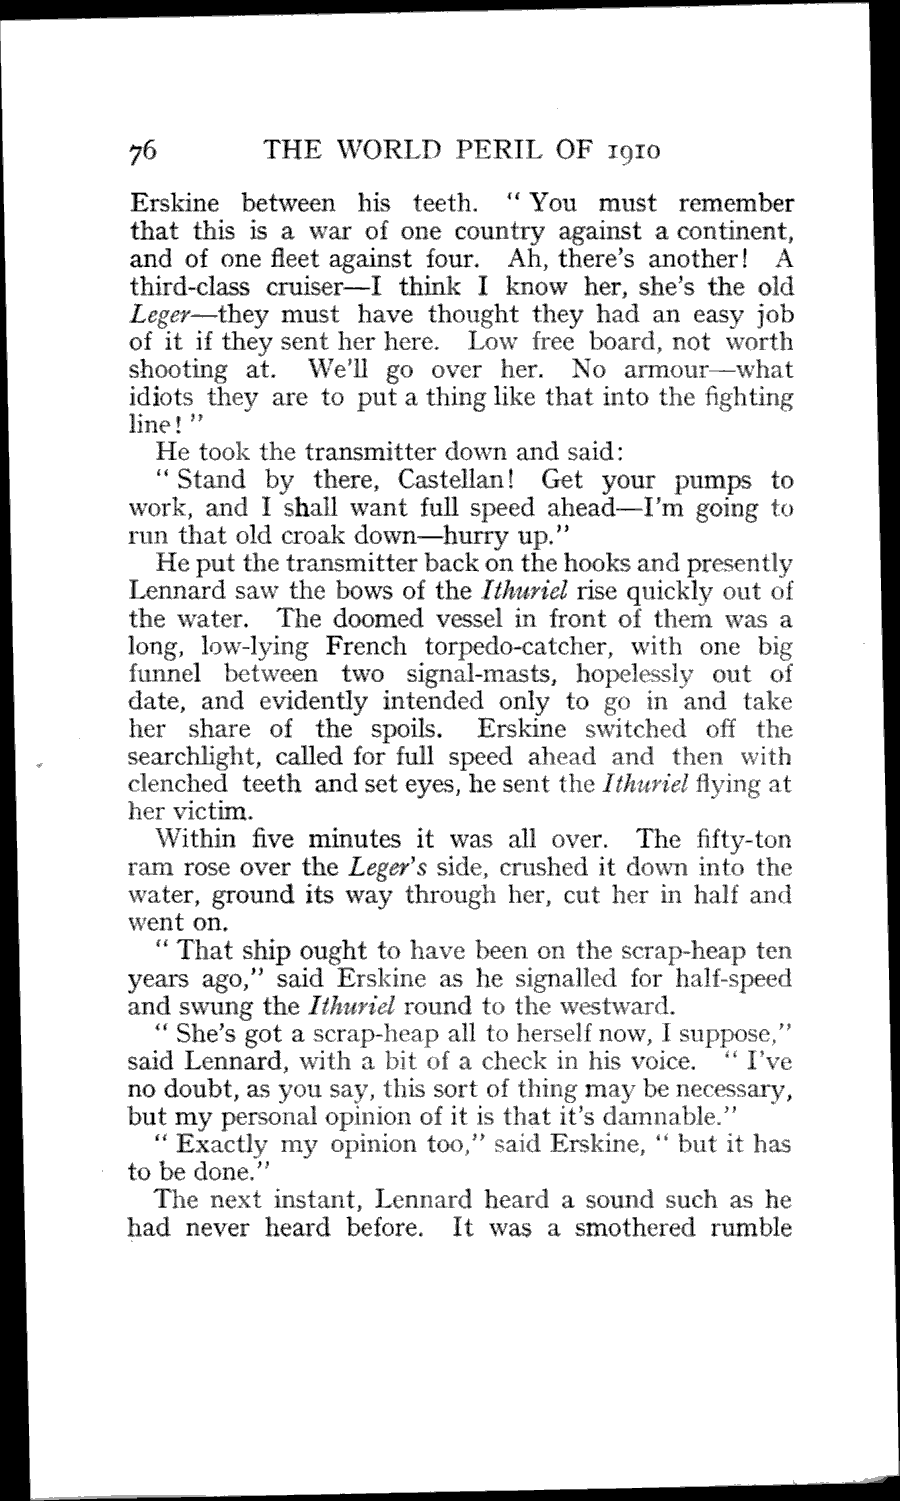 76 THE WORLD PERIL OF 1910
Erskine between his teeth. “ You must remember
that this is a war of one country against a continent,
and of one fleet against four. Ah, there's another! A
third-class cruiser—I think I know her, she's the old
Leger—they must have thought they had an easy job
of it if they sent her here. Low free board, not worth
shooting at. We'll go over her. No armour—what
idiots they are to put a thing like that into the fighting
line! ”
He took the transmitter down and said:
“ Stand by there, Castellan! Get your pumps to
work, and I shall want full speed ahead—I'm going to
run that old croak down—hurry up.”
He put the transmitter back on the hooks and presently
Lennard saw the bows of the Ithuriel rise quickly out of
the water. The doomed vessel in front of them was a
long, low-lying French torpedo-catcher, with one big
funnel between two signal-masts, hopelessly out of
date, and evidently intended only to go in and take
her share of the spoils. Erskine switched off the
searchlight, called for full speed ahead and then with
clenched teeth and set eyes, he sent the Ithuriel flying at
her victim.
Within five minutes it was all over. The fifty-ton
ram rose over the Leger's side, crushed it down into the
water, ground its way through her, cut her in half and
went on.
“ That ship ought to have been on the scrap-heap ten
years ago,” said Erskine as he signalled for half-speed
and swung the Ithuriel round to the westward.
“ She's got a scrap-heap all to herself now, I suppose,”
said Lennard, with a bit of a check in his voice. “ I've
no doubt, as you say, this sort of thing may be necessary,
but my personal opinion of it is that it's damnable.”
“ Exactly my opinion too,” said Erskine, “ but it has
to be done.”
The next instant, Lennard heard a sound such as he
had never heard before. It was a smothered rumble